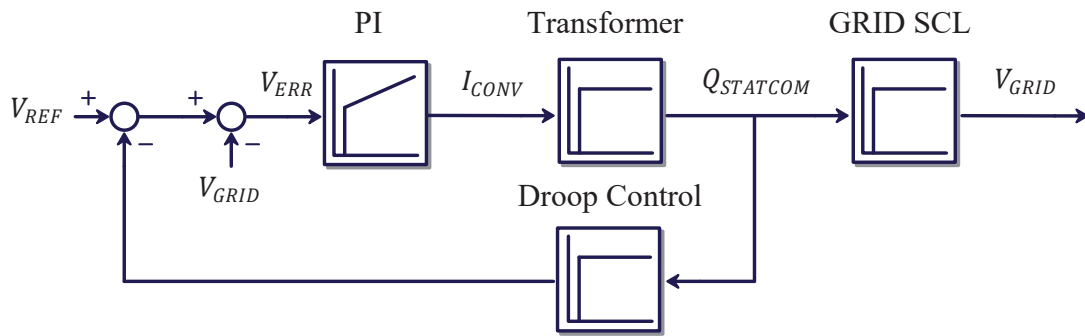 PI
Transformer
GRID SCL
V_REF
+
−
+
−
V_ERR
I_CONV
Q_STATCOM
V_GRID
V_GRID
Droop Control